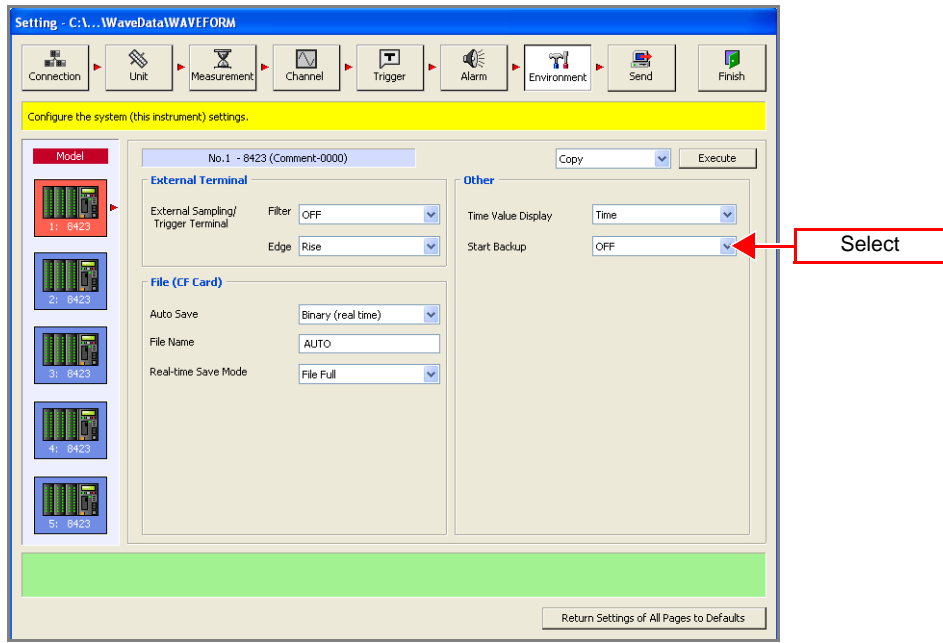 Setting - C:\...\WaveData\WAVEFORM
Connection
Unit
Measurement
Channel
Trigger
Alarm
Environment
Send
Finish
Configure the system (this instrument) settings.
Model
1: 8423
2: 8423
3: 8423
4: 8423
5: 8423
No.1 - 8423 (Comment-0000)
Copy
Execute
External Terminal
External Sampling/
Trigger Terminal
Filter
OFF
Edge
Rise
File (CF Card)
Auto Save
Binary (real time)
File Name
AUTO
Real-time Save Mode
File Full
Other
Time Value Display
Time
Start Backup
OFF
Select
Return Settings of All Pages to Defaults